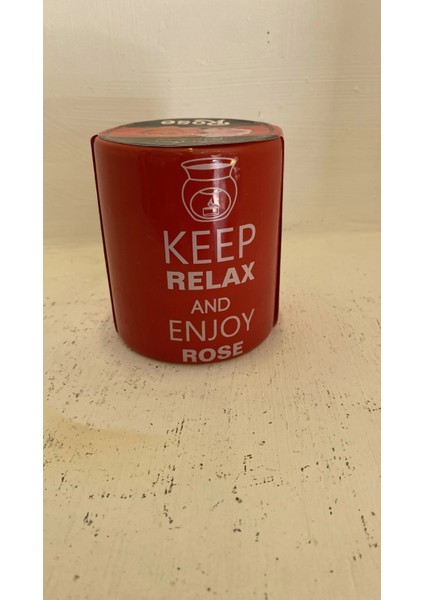 Rose
KEEP
RELAX
AND
ENJOY
ROSE